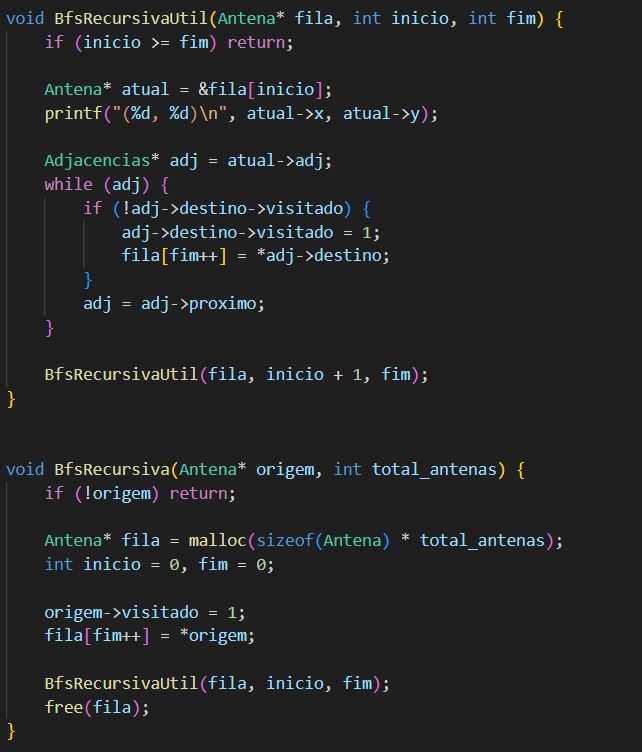 void BfsRecursivaUtil(Antena* fila, int inicio, int fim) {
    if (inicio >= fim) return;

    Antena* atual = &fila[inicio];
    printf("(%d, %d)\n", atual->x, atual->y);

    Adjacencias* adj = atual->adj;
    while (adj) {
        if (!adj->destino->visitado) {
            adj->destino->visitado = 1;
            fila[fim++] = *adj->destino;
        }
        adj = adj->proximo;
    }

    BfsRecursivaUtil(fila, inicio + 1, fim);
}


void BfsRecursiva(Antena* origem, int total_antenas) {
    if (!origem) return;

    Antena* fila = malloc(sizeof(Antena) * total_antenas);
    int inicio = 0, fim = 0;

    origem->visitado = 1;
    fila[fim++] = *origem;

    BfsRecursivaUtil(fila, inicio, fim);
    free(fila);
}